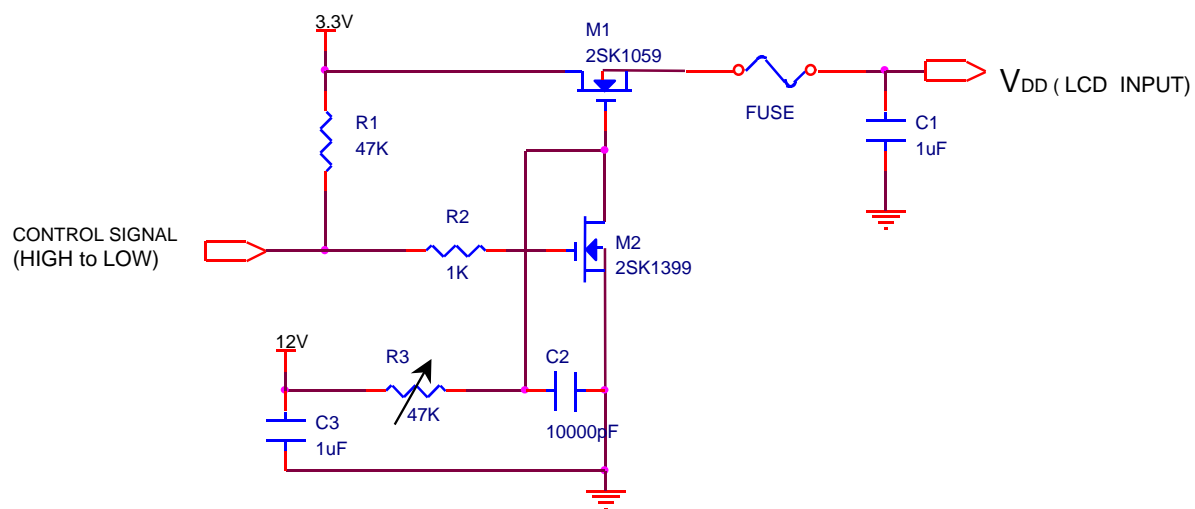 3.3V
M1
2SK1059
FUSE
VDD ( LCD INPUT)
R1
47K
C1
1uF
CONTROL SIGNAL
(HIGH to LOW)
R2
1K
M2
2SK1399
12V
R3
47K
C2
10000pF
C3
1uF